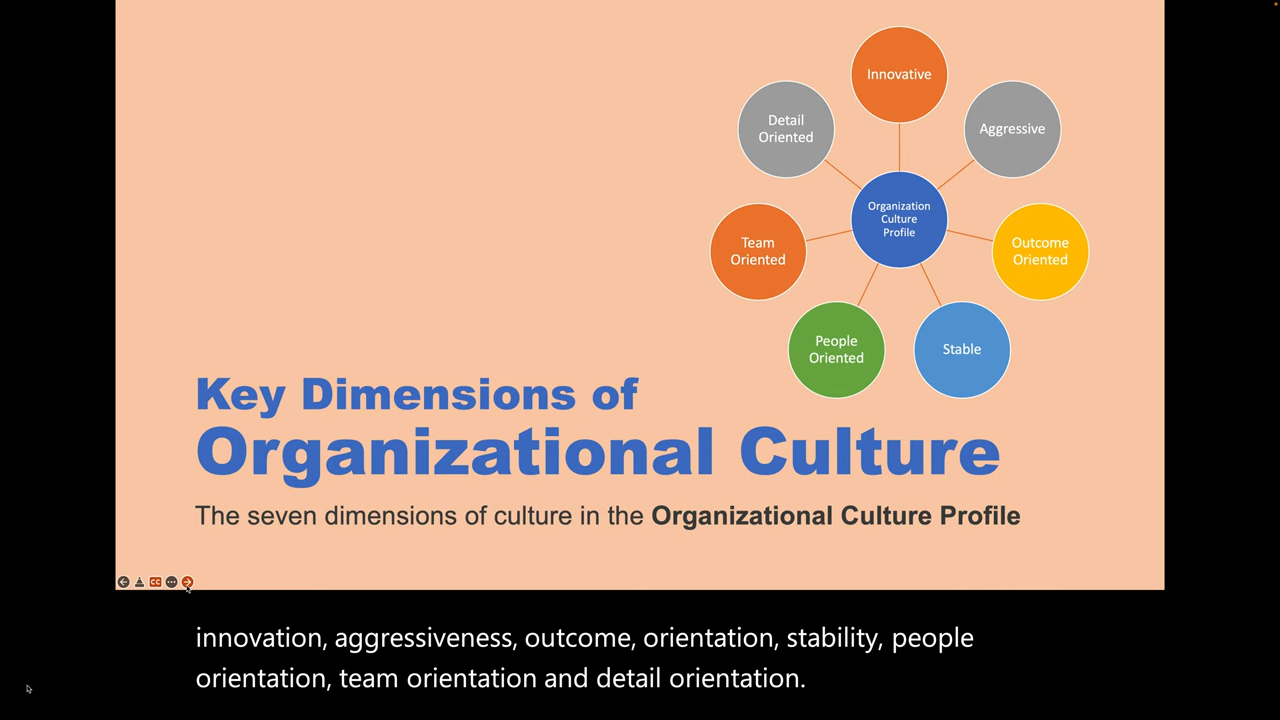 Innovative
Detail
Oriented
Aggressive
Organization
Culture
Profile
Team
Oriented
Outcome
Oriented
People
Oriented
Stable
Key Dimensions of
Organizational Culture
The seven dimensions of culture in the Organizational Culture Profile
CC
innovation, aggressiveness, outcome, orientation, stability, people
orientation, team orientation and detail orientation.